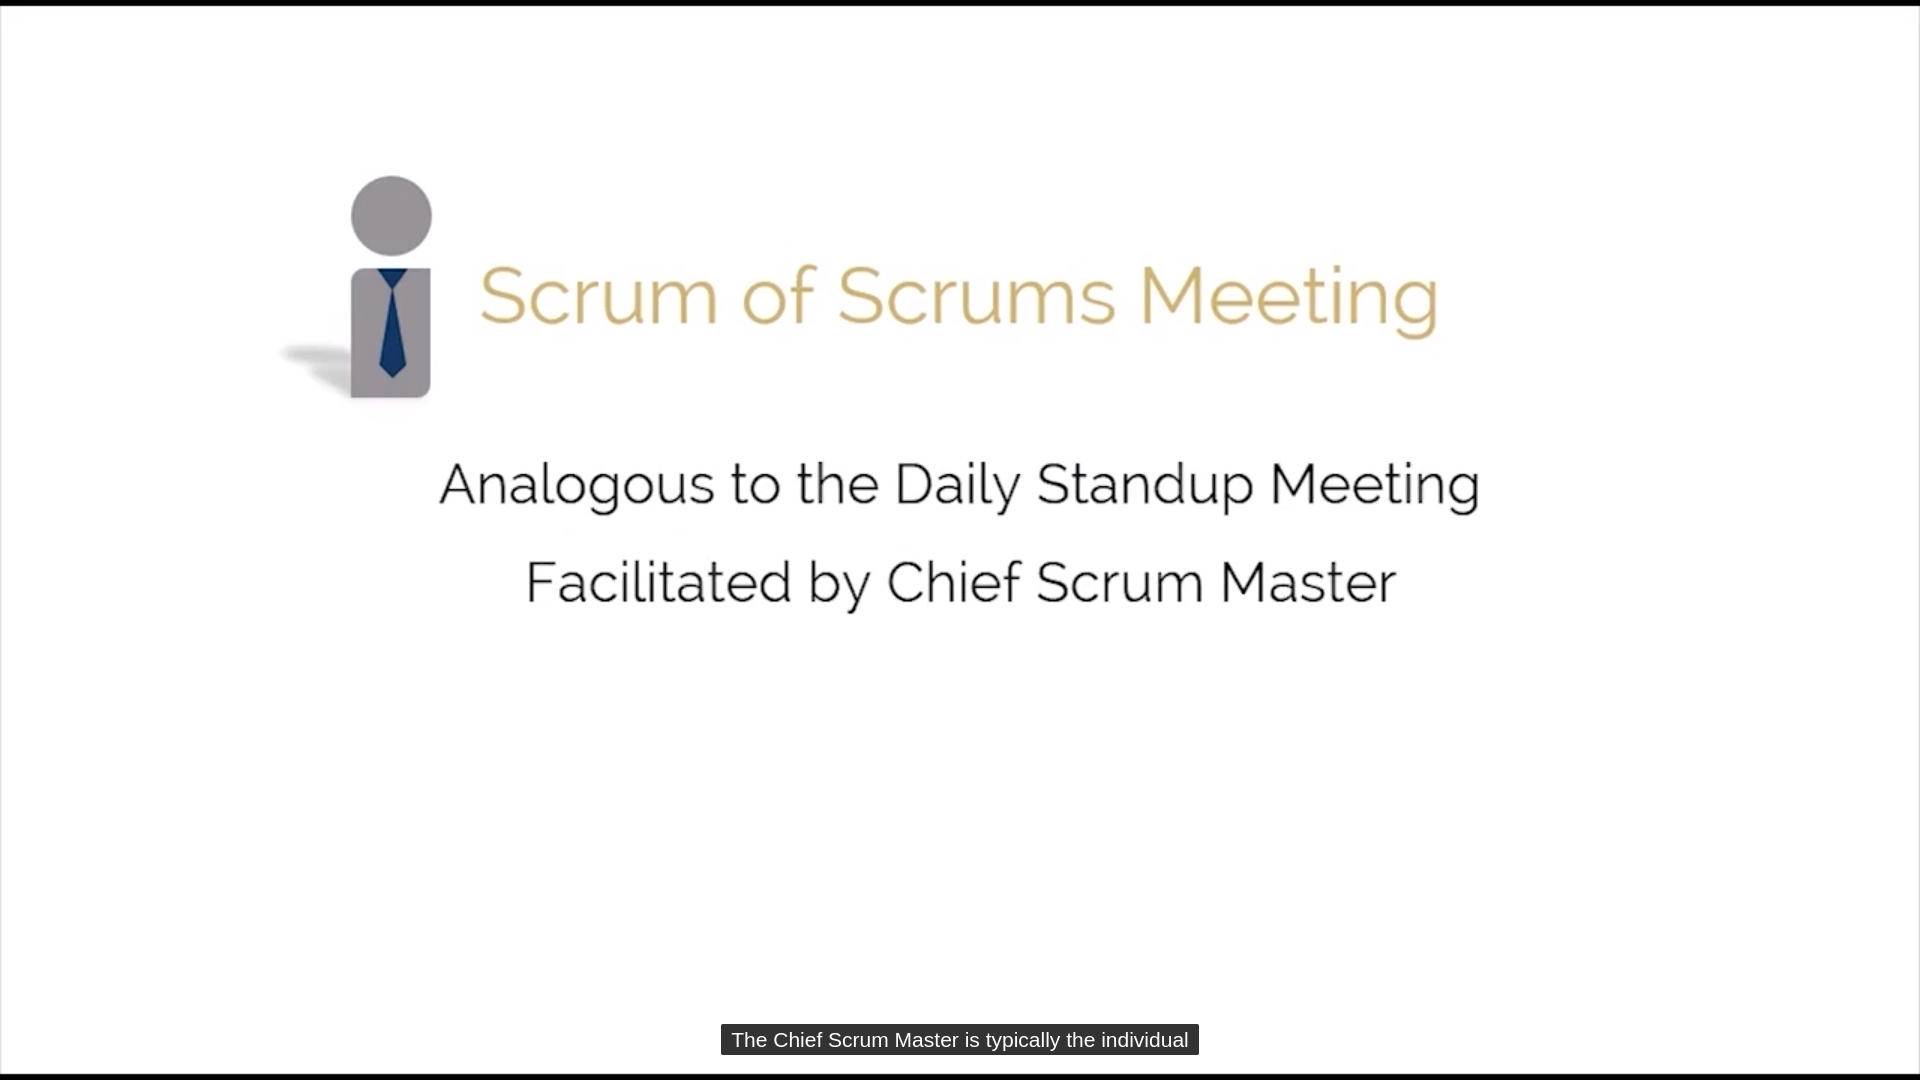 Scrum of Scrums Meeting
Analogous to the Daily Standup Meeting
Facilitated by Chief Scrum Master
The Chief Scrum Master is typically the individual